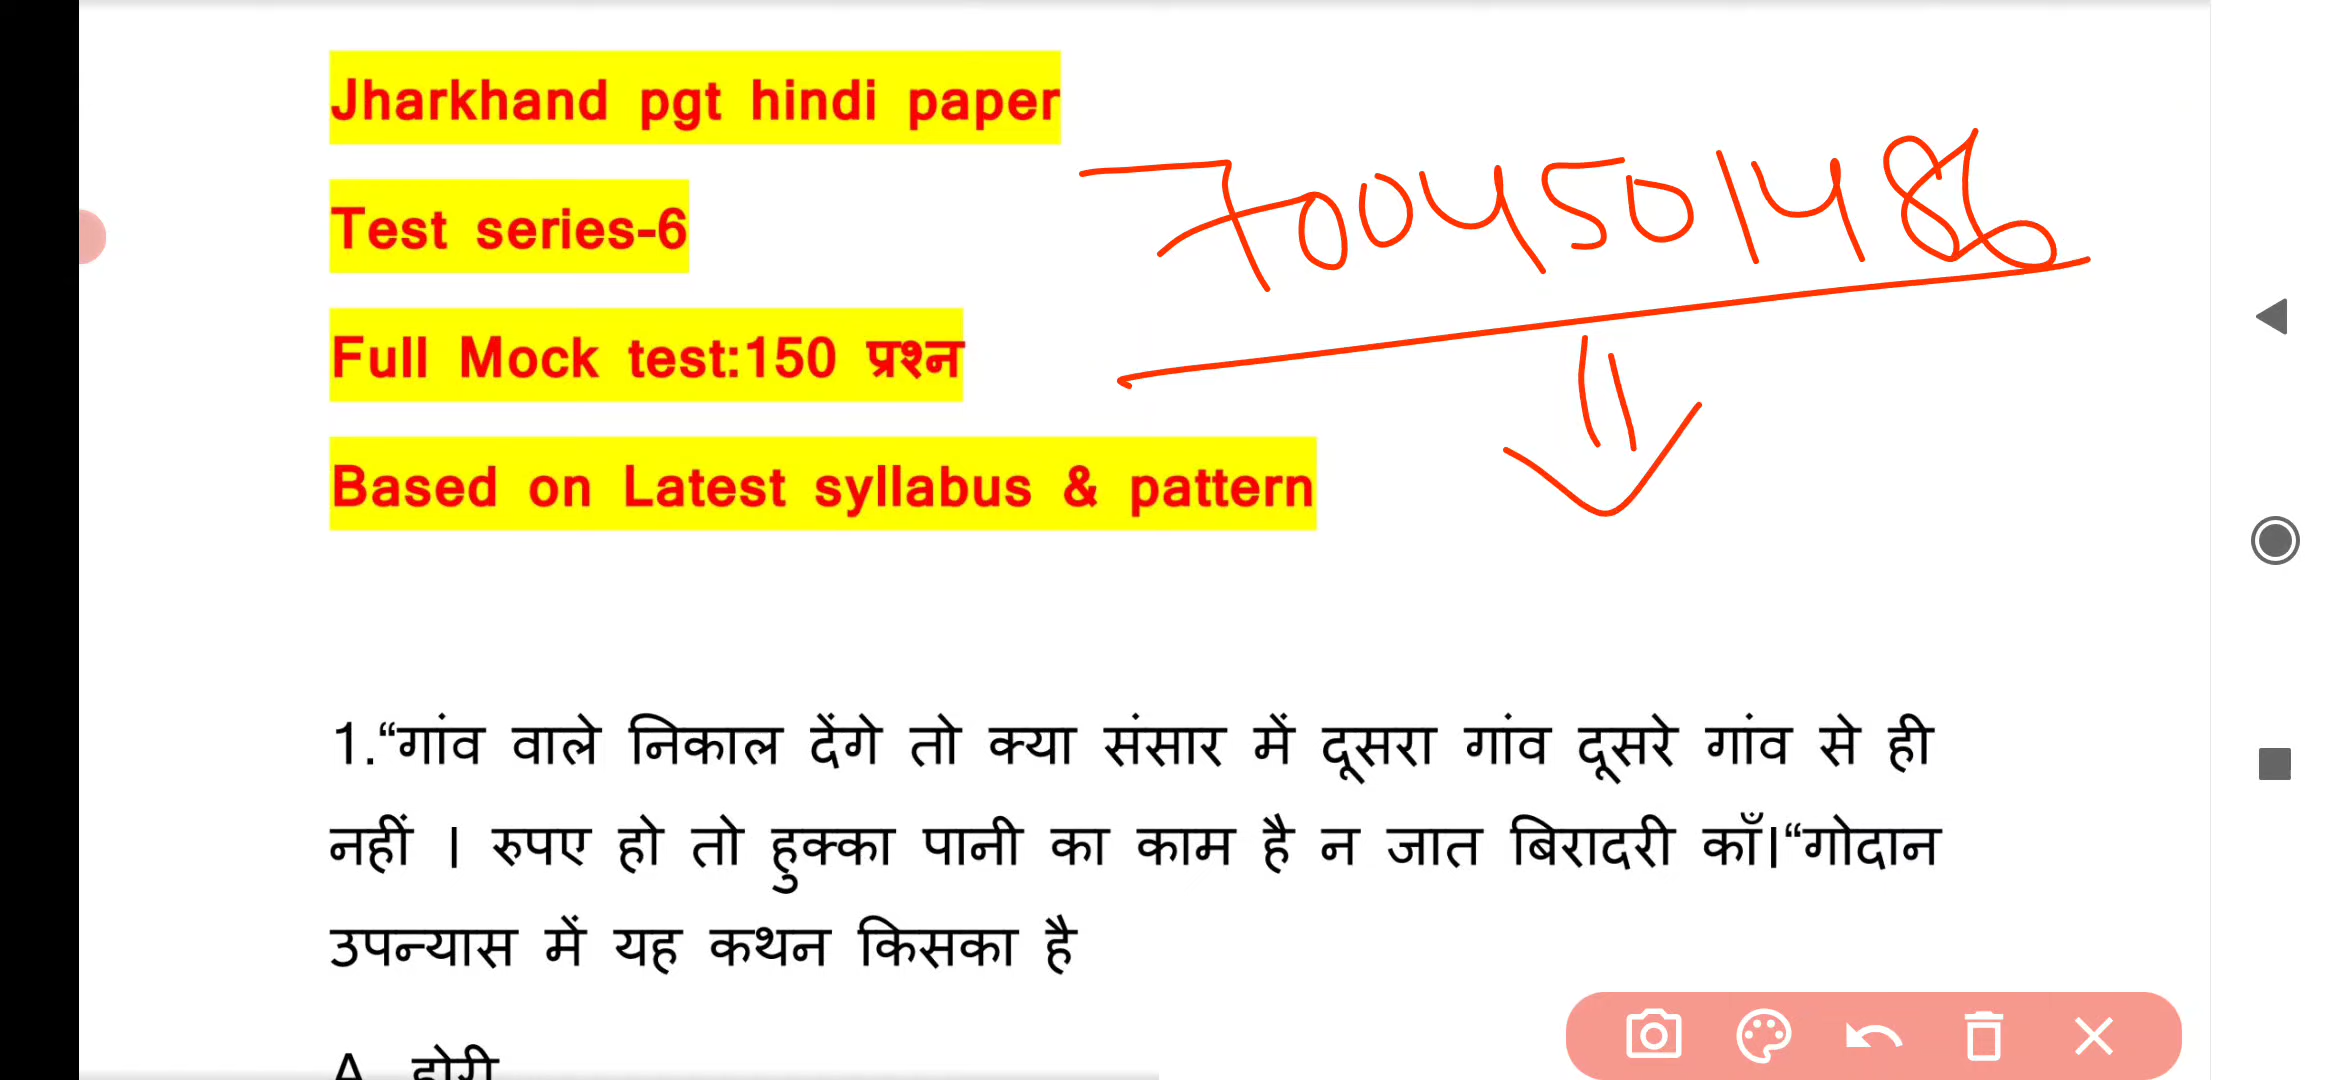 Jharkhand pgt hindi paper
7004501486
Test series-6
Full Mock test:150 प्रश्न
Based on Latest syllabus & pattern
1.“गांव वाले निकाल देंगे तो क्या संसार में दूसरा गांव दूसरे गांव से ही
नहीं । रुपए हो तो हुक्का पानी का काम है न जात बिरादरी काँ|“गोदान
उपन्यास में यह कथन किसका है
A. होरी